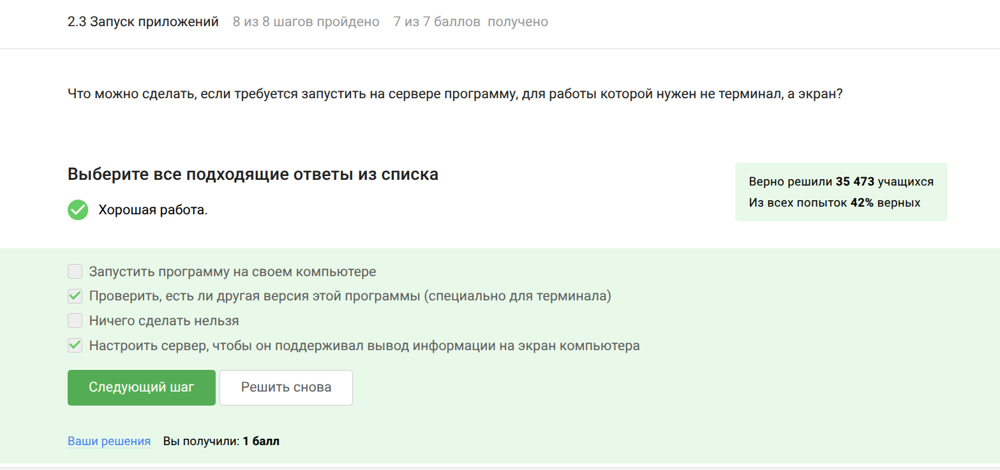 2.3 Запуск приложений 8 из 8 шагов пройдено 7 из 7 баллов получено
Что можно сделать, если требуется запустить на сервере программу, для работы которой нужен не терминал, а экран?
Выберите все подходящие ответы из списка
Хорошая работа.
Верно решили 35 473 учащихся
Из всех попыток 42% верных
Запустить программу на своем компьютере
Проверить, есть ли другая версия этой программы (специально для терминала)
Ничего сделать нельзя
Настроить сервер, чтобы он поддерживал вывод информации на экран компьютера
Следующий шаг Решить снова
Ваши решения Вы получили: 1 балл